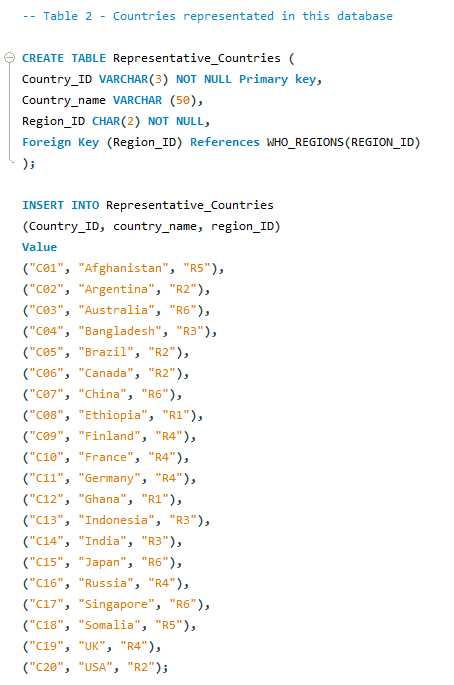 -- Table 2 - Countries representated in this database
CREATE TABLE Representative_Countries (
Country_ID VARCHAR(3) NOT NULL Primary key,
Country_name VARCHAR (50),
Region_ID CHAR(2) NOT NULL,
Foreign Key (Region_ID) References WHO_REGIONS(REGION_ID)
);
INSERT INTO Representative_Countries
(Country_ID, country_name, region_ID)
Value
("C01", "Afghanistan", "R5"),
("C02", "Argentina", "R2"),
("C03", "Australia", "R6"),
("C04", "Bangladesh", "R3"),
("C05", "Brazil", "R2"),
("C06", "Canada", "R2"),
("C07", "China", "R6"),
("C08", "Ethiopia", "R1"),
("C09", "Finland", "R4"),
("C10", "France", "R4"),
("C11", "Germany", "R4"),
("C12", "Ghana", "R1"),
("C13", "Indonesia", "R3"),
("C14", "India", "R3"),
("C15", "Japan", "R6"),
("C16", "Russia", "R4"),
("C17", "Singapore", "R6"),
("C18", "Somalia", "R5"),
("C19", "UK", "R4"),
("C20", "USA", "R2");